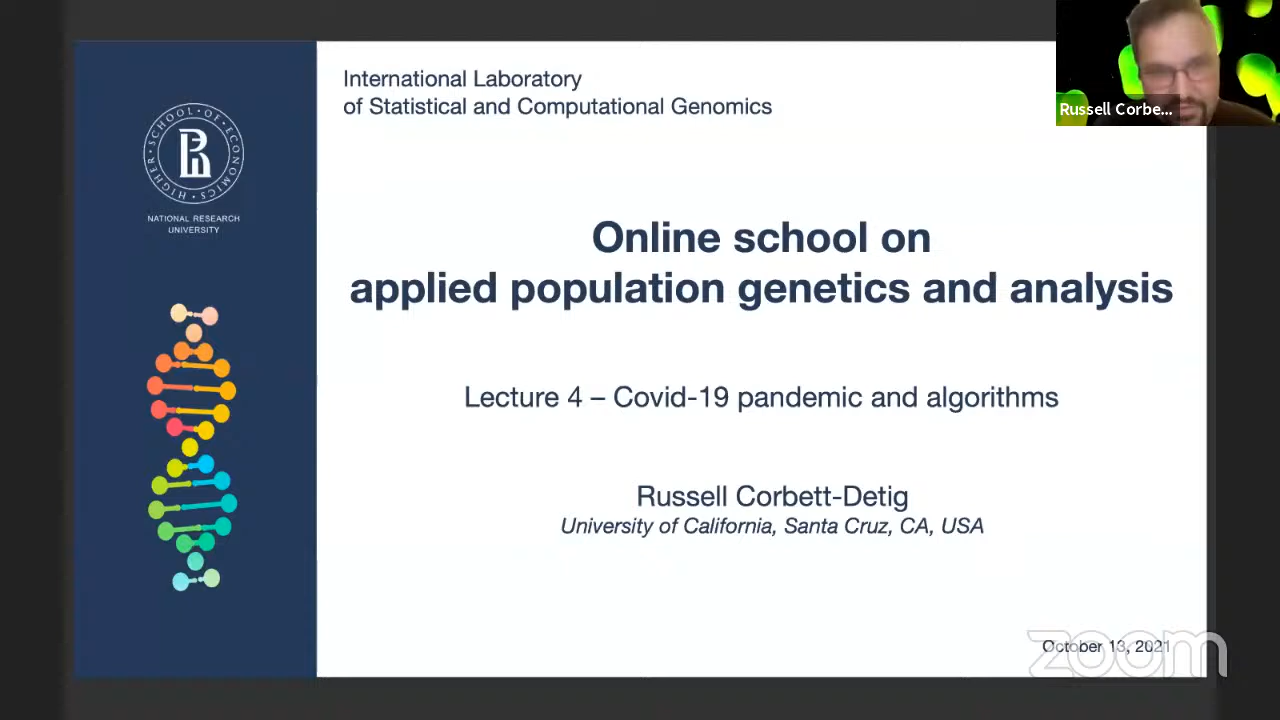 International Laboratory
of Statistical and Computational Genomics
Russell Corbe...
HIGHER · SCHOOL · OF · ECONOMICS
NATIONAL RESEARCH
UNIVERSITY
Online school on
applied population genetics and analysis
Lecture 4 – Covid-19 pandemic and algorithms
Russell Corbett-Detig
University of California, Santa Cruz, CA, USA
October 13, 2021
zoom